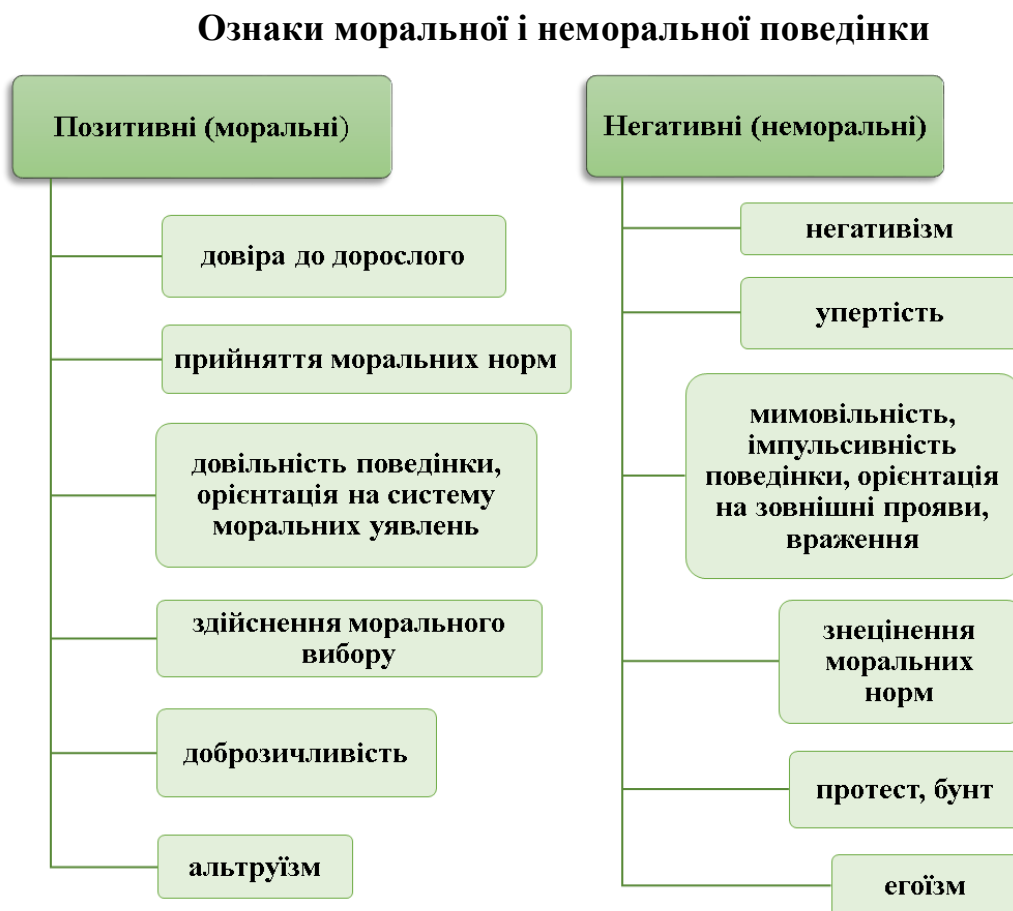 Ознаки моральної і неморальної поведінки
Позитивні (моральні)
довіра до дорослого
прийняття моральних норм
довільність поведінки,
орієнтація на систему
моральних уявлень
здійснення морального
вибору
доброзичливість
альтруїзм
Негативні (неморальні)
негативізм
упертість
мимовільність,
імпульсивність
поведінки, орієнтація
на зовнішні прояви,
враження
знецінення
моральних
норм
протест, бунт
егоїзм